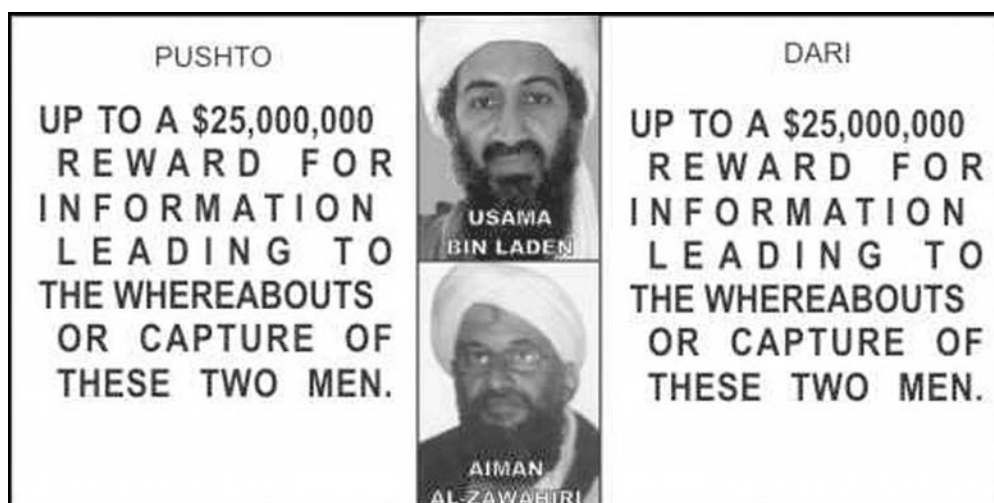 PUSHTO
UP TO A $25,000,000
REWARD FOR
INFORMATION
LEADING TO
THE WHEREABOUTS
OR CAPTURE OF
THESE TWO MEN.
USAMA
BIN LADEN
AIMAN
AL-ZAWAHIRI
DARI
UP TO A $25,000,000
REWARD FOR
INFORMATION
LEADING TO
THE WHEREABOUTS
OR CAPTURE OF
THESE TWO MEN.